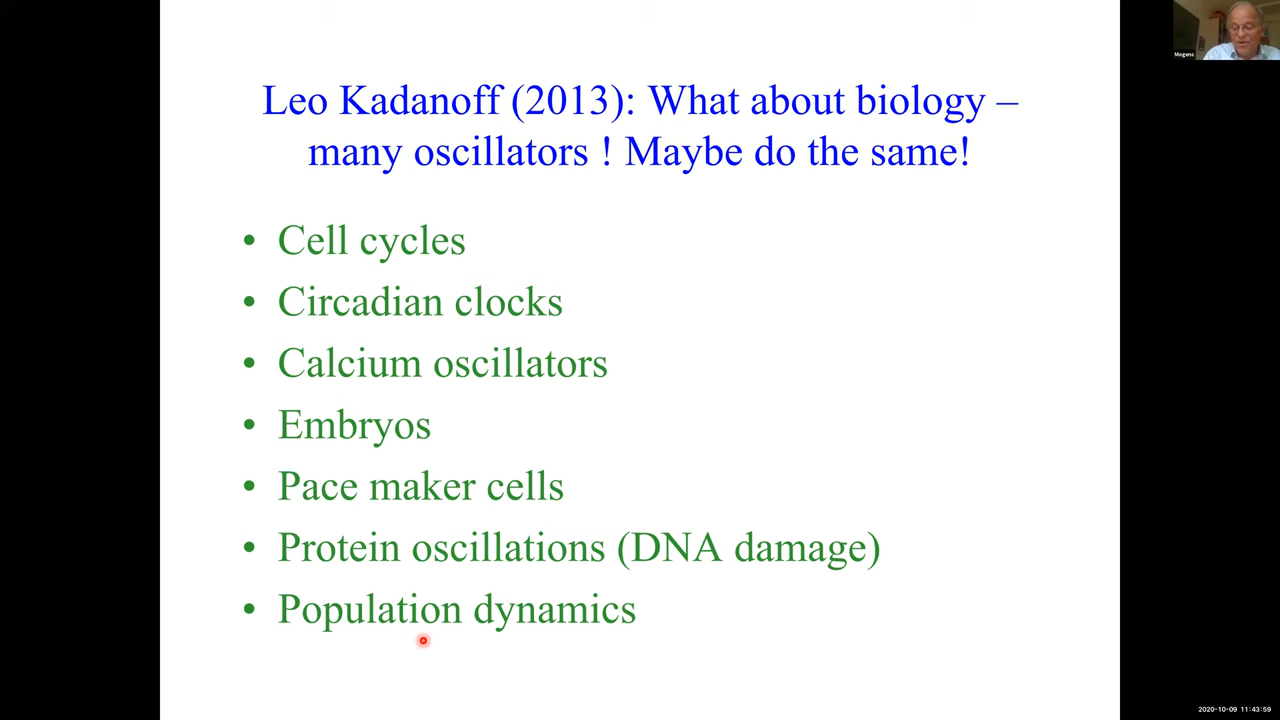 Leo Kadanoff (2013): What about biology –
many oscillators ! Maybe do the same!
• Cell cycles
• Circadian clocks
• Calcium oscillators
• Embryos
• Pace maker cells
• Protein oscillations (DNA damage)
• Population dynamics
Mogens
2020-10-09 11:43:59